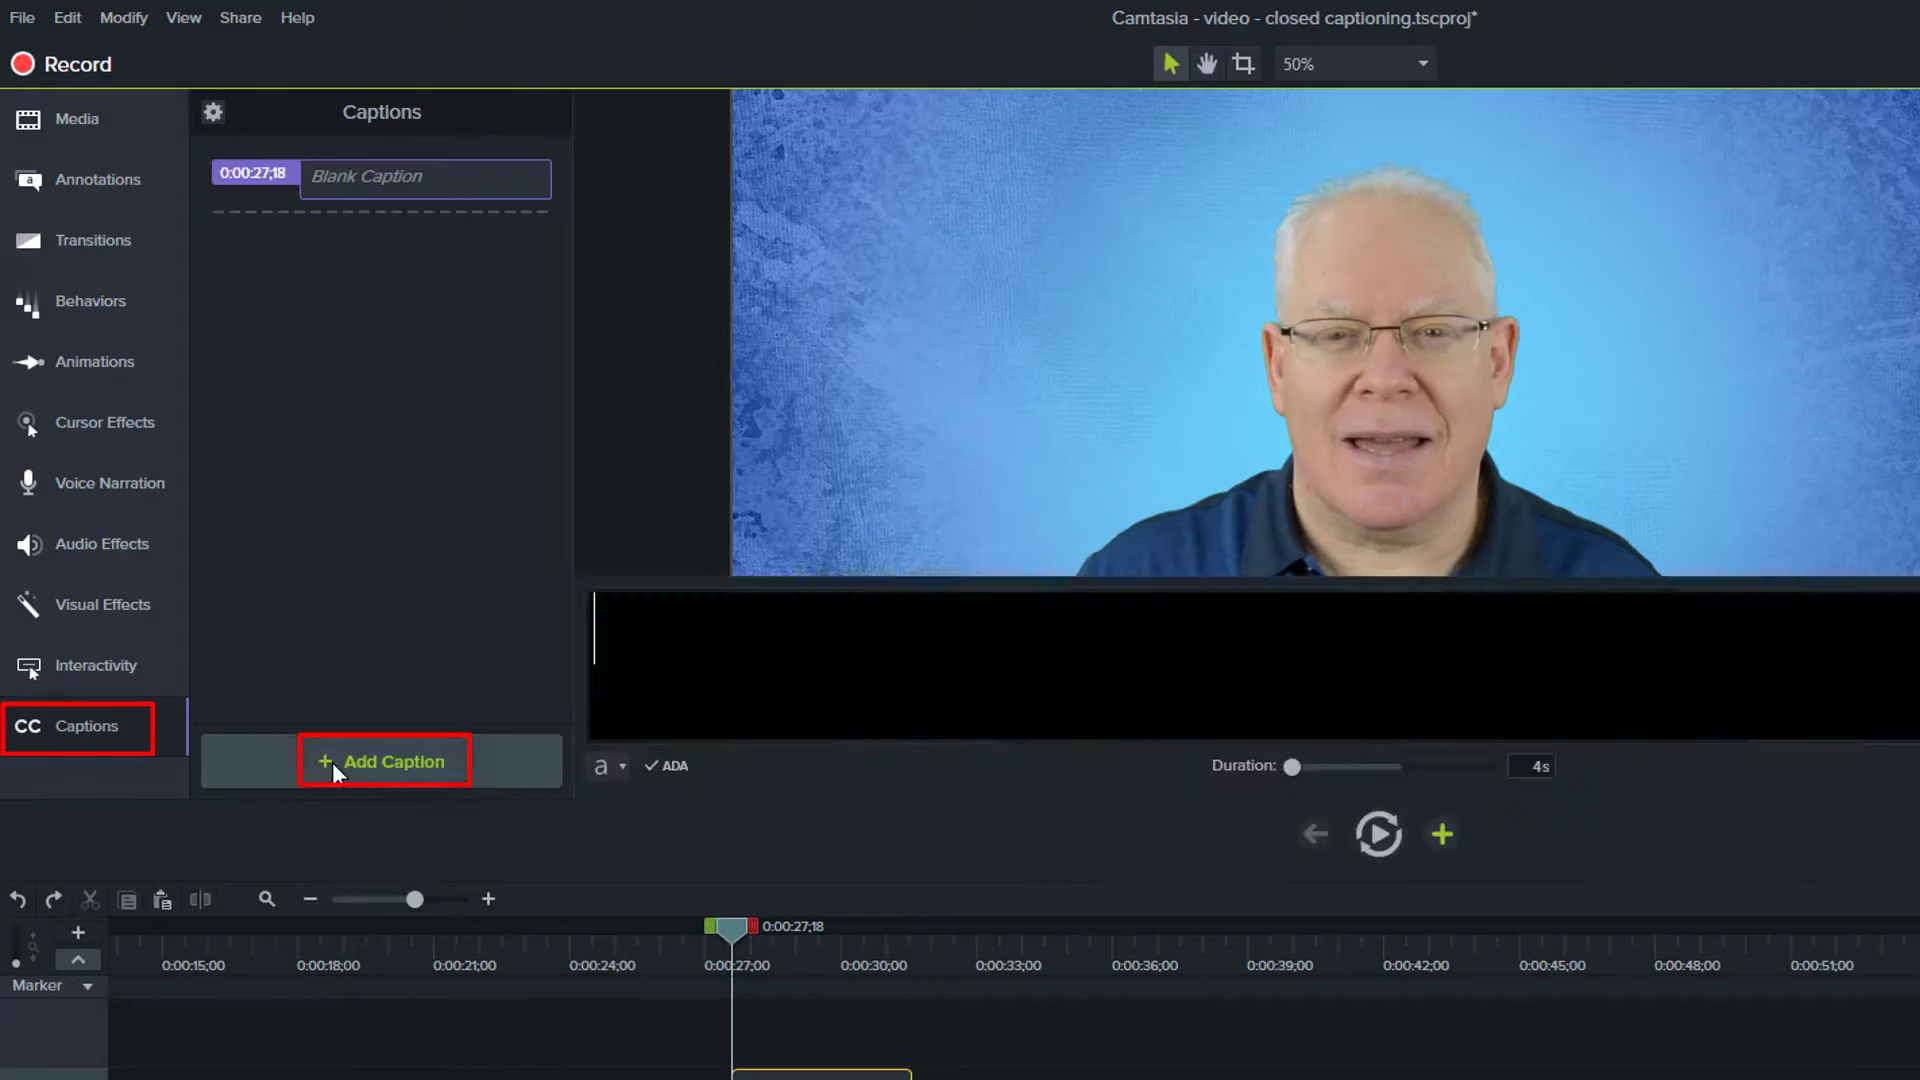 File Edit Modify View Share Help
Camtasia - video - closed captioning.tscproj*
Record
50%
Media
Annotations
Transitions
Behaviors
Animations
Cursor Effects
Voice Narration
Audio Effects
Visual Effects
Interactivity
CC Captions
Captions
0:00:27;18 Blank Caption
+ Add Caption
a ADA
Duration: 4s
0:00:27;18
0:00:15;00 0:00:18;00 0:00:21;00 0:00:24;00 0:00:27;00 0:00:30;00 0:00:33;00 0:00:36;00 0:00:39;00 0:00:42;00 0:00:45;00 0:00:48;00 0:00:51;00
Marker